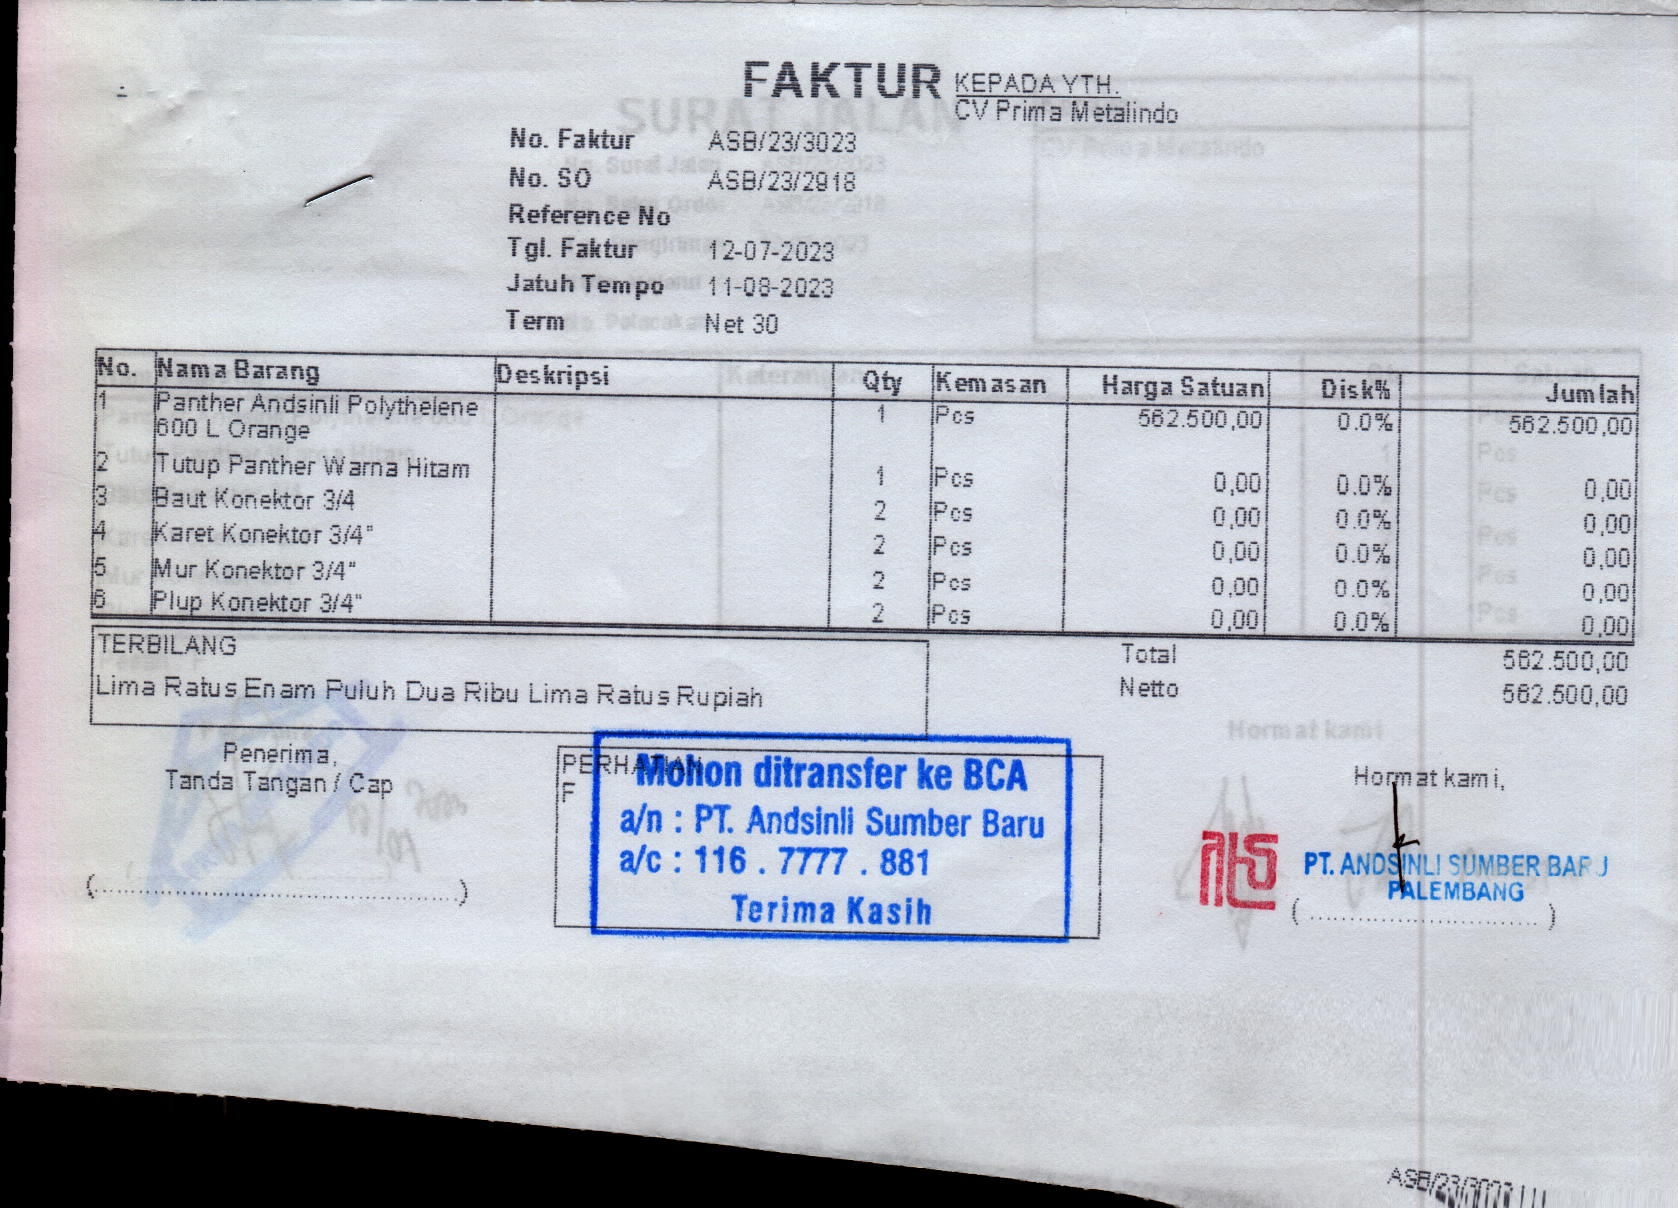 FAKTUR
KEPADA YTH.
CV Prima Metalindo
No. Faktur ASB/23/3023
No. SO ASB/23/2918
Reference No
Tgl. Faktur 12-07-2023
Jatuh Tempo 11-08-2023
Term Net 30
No. Nama Barang Deskripsi Qty Kemasan Harga Satuan Disk% Jumlah
1 Panther Andsinli Polythelene 1 Pcs 562.500,00 0.0% 562.500,00
600 L Orange
2 Tutup Panther Warna Hitam 1 Pcs 0,00 0.0% 0,00
3 Baut Konektor 3/4 2 Pcs 0,00 0.0% 0,00
4 Karet Konektor 3/4" 2 Pcs 0,00 0.0% 0,00
5 Mur Konektor 3/4" 2 Pcs 0,00 0.0% 0,00
6 Plup Konektor 3/4" 2 Pcs 0,00 0.0% 0,00
TERBILANG
Lima Ratus Enam Puluh Dua Ribu Lima Ratus Rupiah
Total 562.500,00
Netto 562.500,00
Penerima,
Tanda Tangan / Cap
PERHATIAN
F
Mohon ditransfer ke BCA
a/n : PT. Andsinli Sumber Baru
a/c : 116 . 7777 . 881
Terima Kasih
Hormat kami,
PT. ANDSINLI SUMBER BARU
PALEMBANG